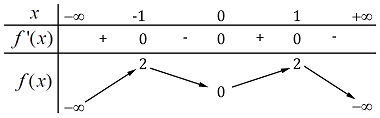 x −∞ -1 0 1 +∞
f'(x) + 0 - 0 + 0 -
2 2
f(x) 0
−∞ −∞